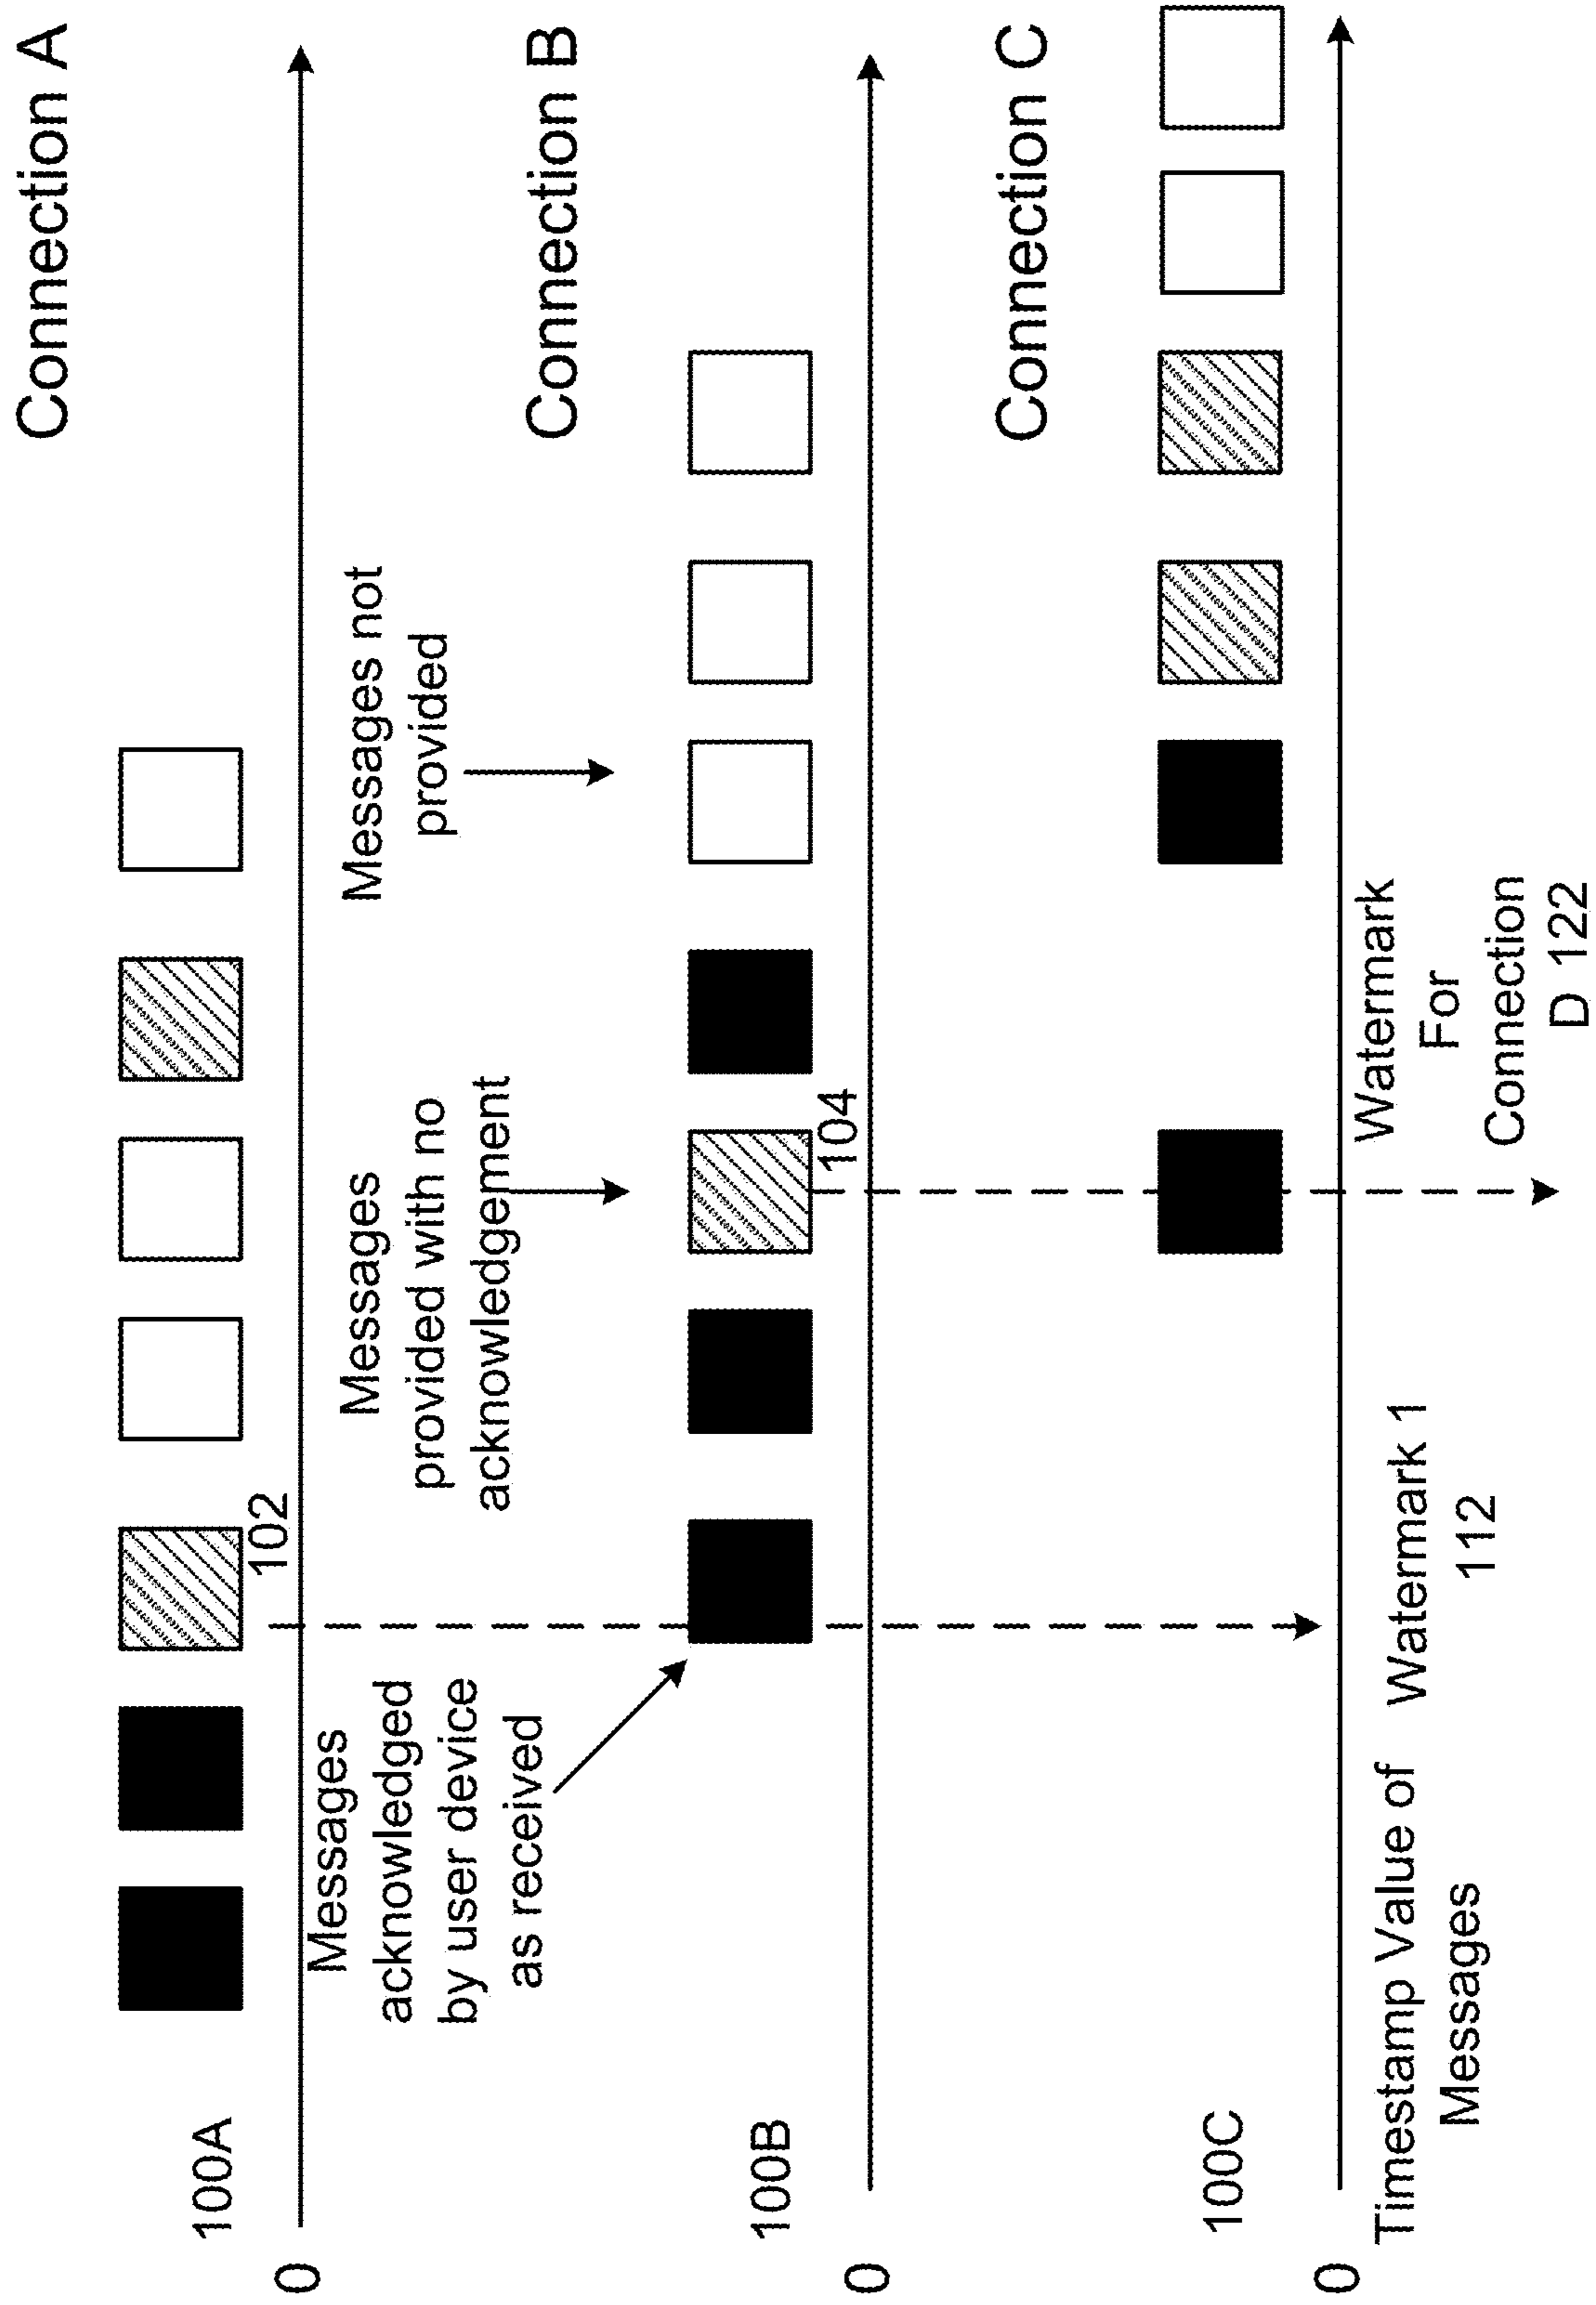 Connection A
100A
102
0
Messages
acknowledged
by user device
as received
Messages
provided with no
acknowledgement
Messages not
provided
Connection B
100B
104
0
Connection C
100C
0
Timestamp Value of
Messages
Watermark 1
112
Watermark
For
Connection
D 122